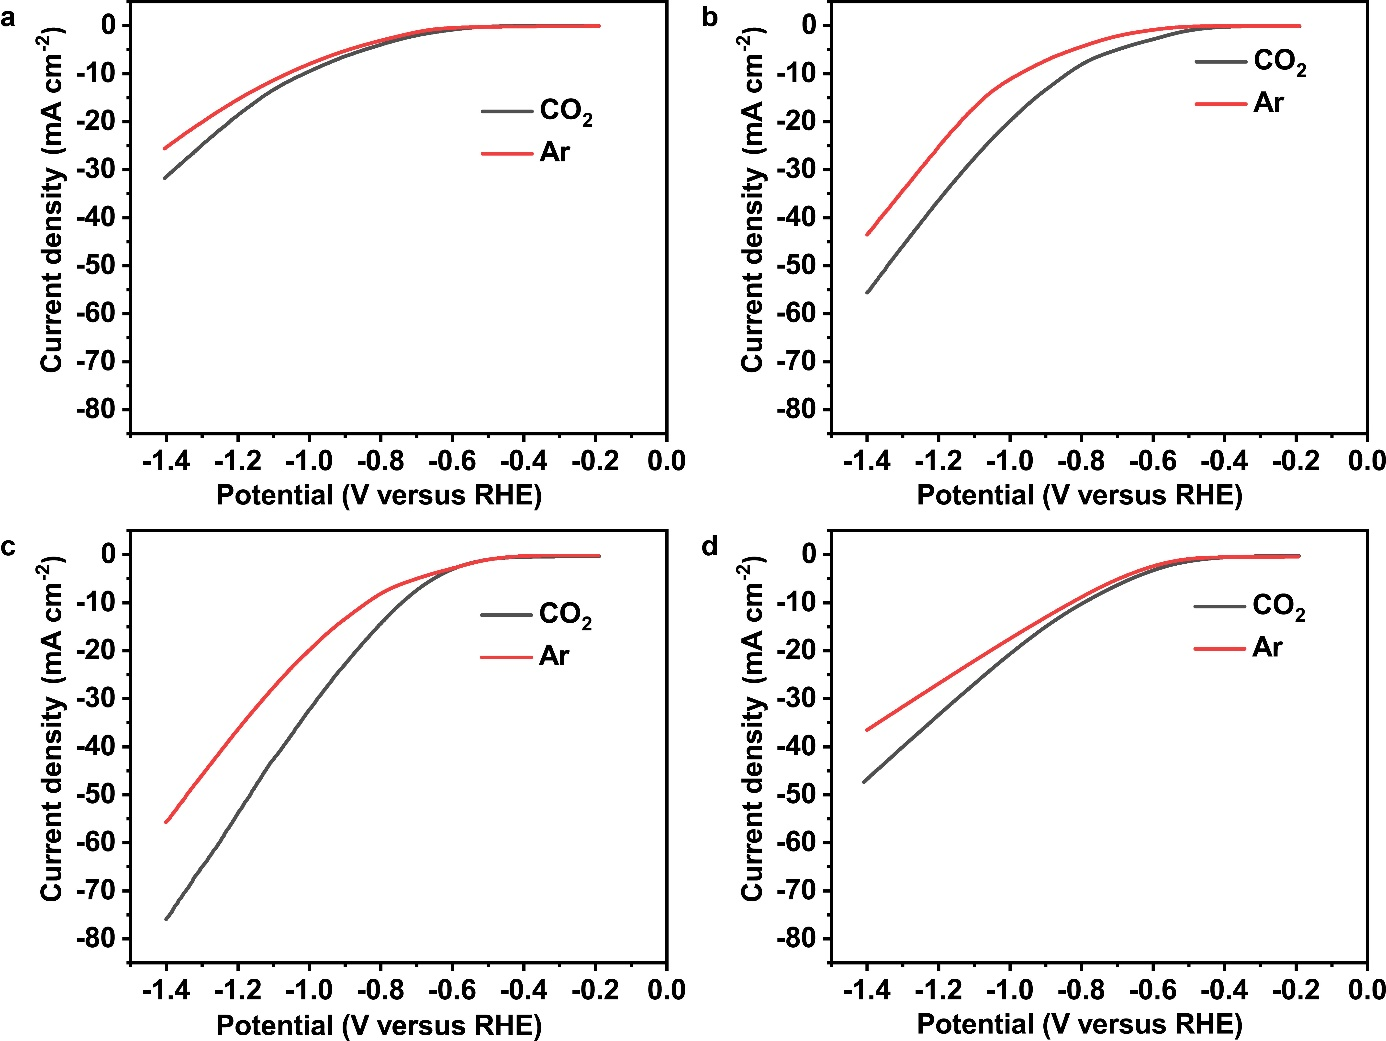 a
0
-10
-20
-30
-40
-50
-60
-70
-80
Current density (mA cm-2)
CO2
Ar
-1.4 -1.2 -1.0 -0.8 -0.6 -0.4 -0.2 0.0
Potential (V versus RHE)
b
0
-10
-20
-30
-40
-50
-60
-70
-80
Current density (mA cm-2)
CO2
Ar
-1.4 -1.2 -1.0 -0.8 -0.6 -0.4 -0.2 0.0
Potential (V versus RHE)
c
0
-10
-20
-30
-40
-50
-60
-70
-80
Current density (mA cm-2)
CO2
Ar
-1.4 -1.2 -1.0 -0.8 -0.6 -0.4 -0.2 0.0
Potential (V versus RHE)
d
0
-10
-20
-30
-40
-50
-60
-70
-80
Current density (mA cm-2)
CO2
Ar
-1.4 -1.2 -1.0 -0.8 -0.6 -0.4 -0.2 0.0
Potential (V versus RHE)